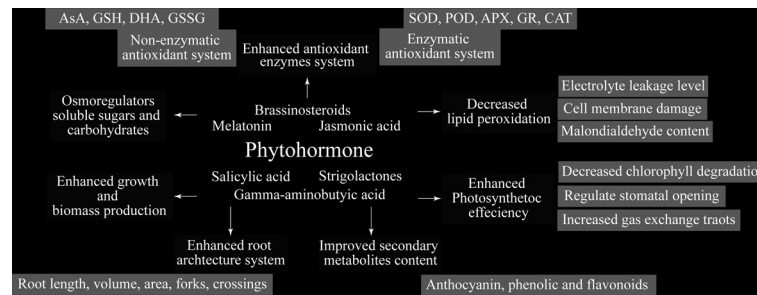 AsA, GSH, DHA, GSSG
SOD, POD, APX, GR, CAT
Non-enzymatic
antioxidant system
Enhanced antioxidant
enzymes system
Enzymatic
antioxidant system
Osmoregulators
soluble sugars and
carbohydrates
Brassinosteroids
Melatonin
Jasmonic acid
Decreased
lipid peroxidation
Electrolyte leakage level
Cell membrane damage
Malondialdehyde content
Phytohormone
Enhanced growth
and
biomass production
Salicylic acid
Strigolactones
Gamma-aminobutyic acid
Enhanced
Photosynthetoc
effeciency
Decreased chlorophyll degradatio
Regulate stomatal opening
Increased gas exchange traots
Enhanced root
archtecture system
Improved secondary
metabolites content
Root length, volume, area, forks, crossings
Anthocyanin, phenolic and flavonoids